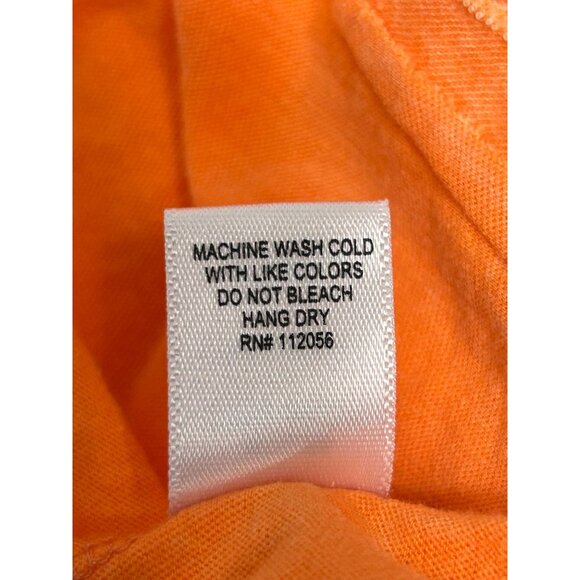 MACHINE WASH COLD
WITH LIKE COLORS
DO NOT BLEACH
HANG DRY
RN# 112056